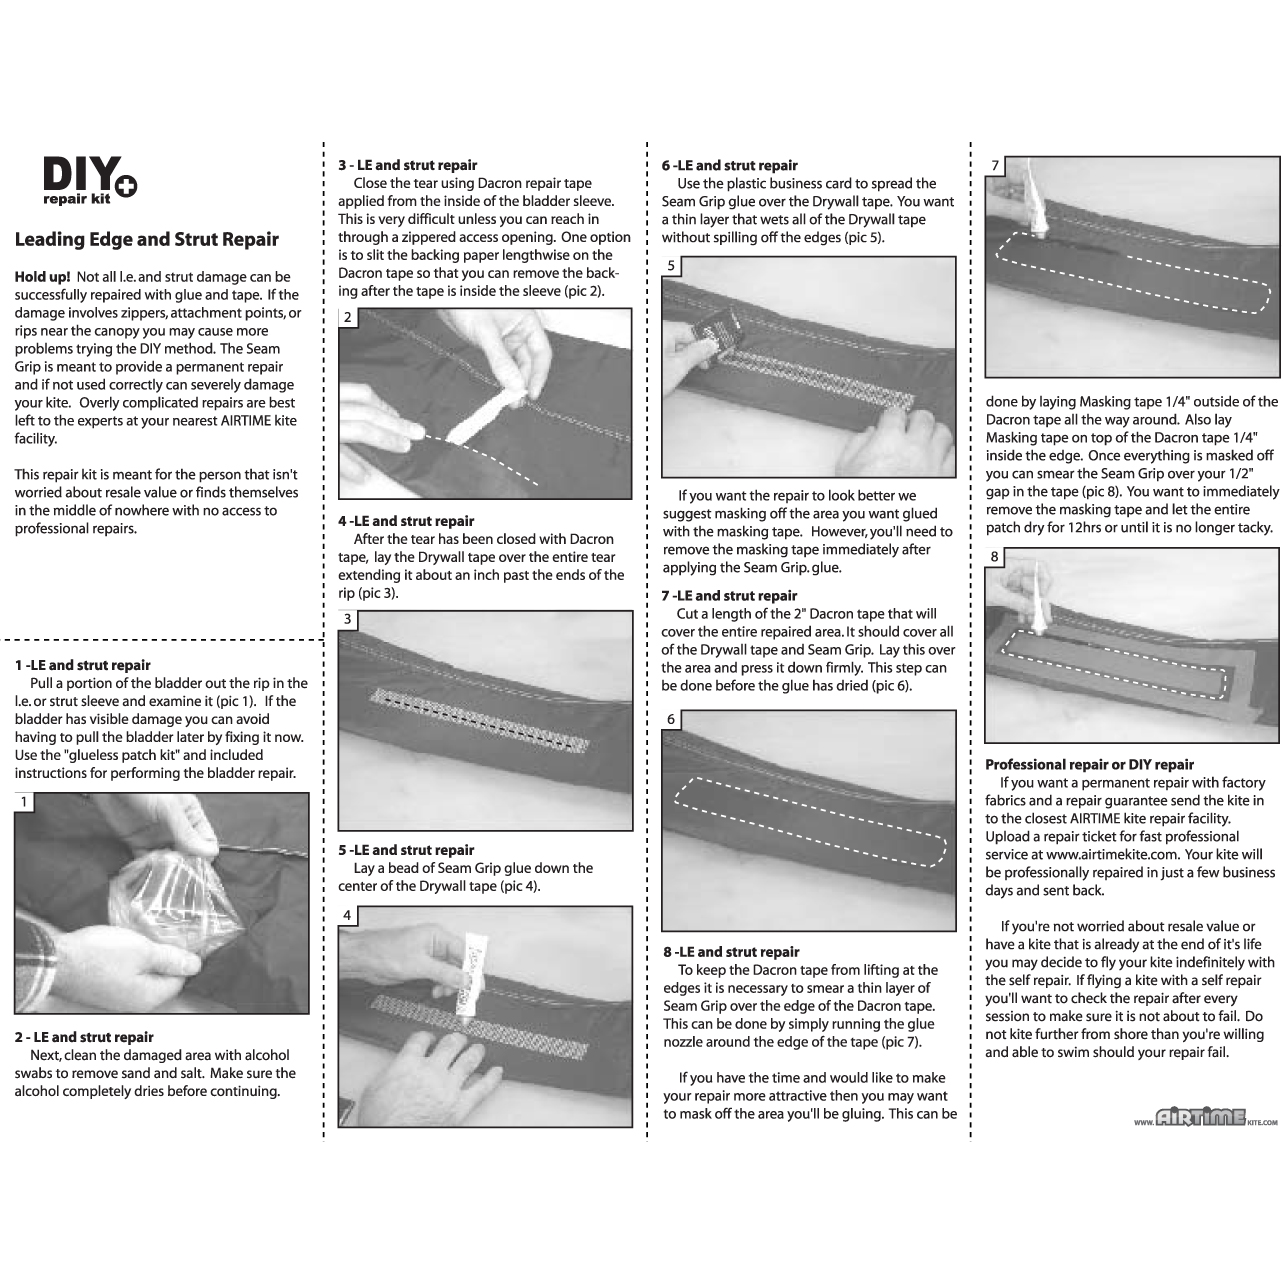 DIY+
repair kit
Leading Edge and Strut Repair
Hold up! Not all l.e. and strut damage can be
successfully repaired with glue and tape. If the
damage involves zippers, attachment points, or
rips near the canopy you may cause more
problems trying the DIY method. The Seam
Grip is meant to provide a permanent repair
and if not used correctly can severely damage
your kite. Overly complicated repairs are best
left to the experts at your nearest AIRTIME kite
facility.
This repair kit is meant for the person that isn't
worried about resale value or finds themselves
in the middle of nowhere with no access to
professional repairs.
1 -LE and strut repair
Pull a portion of the bladder out the rip in the
l.e. or strut sleeve and examine it (pic 1). If the
bladder has visible damage you can avoid
having to pull the bladder later by fixing it now.
Use the "glueless patch kit" and included
instructions for performing the bladder repair.
1
2 - LE and strut repair
Next, clean the damaged area with alcohol
swabs to remove sand and salt. Make sure the
alcohol completely dries before continuing.
3 - LE and strut repair
Close the tear using Dacron repair tape
applied from the inside of the bladder sleeve.
This is very difficult unless you can reach in
through a zippered access opening. One option
is to slit the backing paper lengthwise on the
Dacron tape so that you can remove the back-
ing after the tape is inside the sleeve (pic 2).
2
4 -LE and strut repair
After the tear has been closed with Dacron
tape, lay the Drywall tape over the entire tear
extending it about an inch past the ends of the
rip (pic 3).
3
5 -LE and strut repair
Lay a bead of Seam Grip glue down the
center of the Drywall tape (pic 4).
4
6 -LE and strut repair
Use the plastic business card to spread the
Seam Grip glue over the Drywall tape. You want
a thin layer that wets all of the Drywall tape
without spilling off the edges (pic 5).
5
If you want the repair to look better we
suggest masking off the area you want glued
with the masking tape. However, you'll need to
remove the masking tape immediately after
applying the Seam Grip. glue.
7 -LE and strut repair
Cut a length of the 2" Dacron tape that will
cover the entire repaired area. It should cover all
of the Drywall tape and Seam Grip. Lay this over
the area and press it down firmly. This step can
be done before the glue has dried (pic 6).
6
8 -LE and strut repair
To keep the Dacron tape from lifting at the
edges it is necessary to smear a thin layer of
Seam Grip over the edge of the Dacron tape.
This can be done by simply running the glue
nozzle around the edge of the tape (pic 7).
If you have the time and would like to make
your repair more attractive then you may want
to mask off the area you'll be gluing. This can be
7
done by laying Masking tape 1/4" outside of the
Dacron tape all the way around. Also lay
Masking tape on top of the Dacron tape 1/4"
inside the edge. Once everything is masked off
you can smear the Seam Grip over your 1/2"
gap in the tape (pic 8). You want to immediately
remove the masking tape and let the entire
patch dry for 12hrs or until it is no longer tacky.
8
Professional repair or DIY repair
If you want a permanent repair with factory
fabrics and a repair guarantee send the kite in
to the closest AIRTIME kite repair facility.
Upload a repair ticket for fast professional
service at www.airtimekite.com. Your kite will
be professionally repaired in just a few business
days and sent back.
If you're not worried about resale value or
have a kite that is already at the end of it's life
you may decide to fly your kite indefinitely with
the self repair. If flying a kite with a self repair
you'll want to check the repair after every
session to make sure it is not about to fail. Do
not kite further from shore than you're willing
and able to swim should your repair fail.
WWW.AIRTIMEKITE.COM